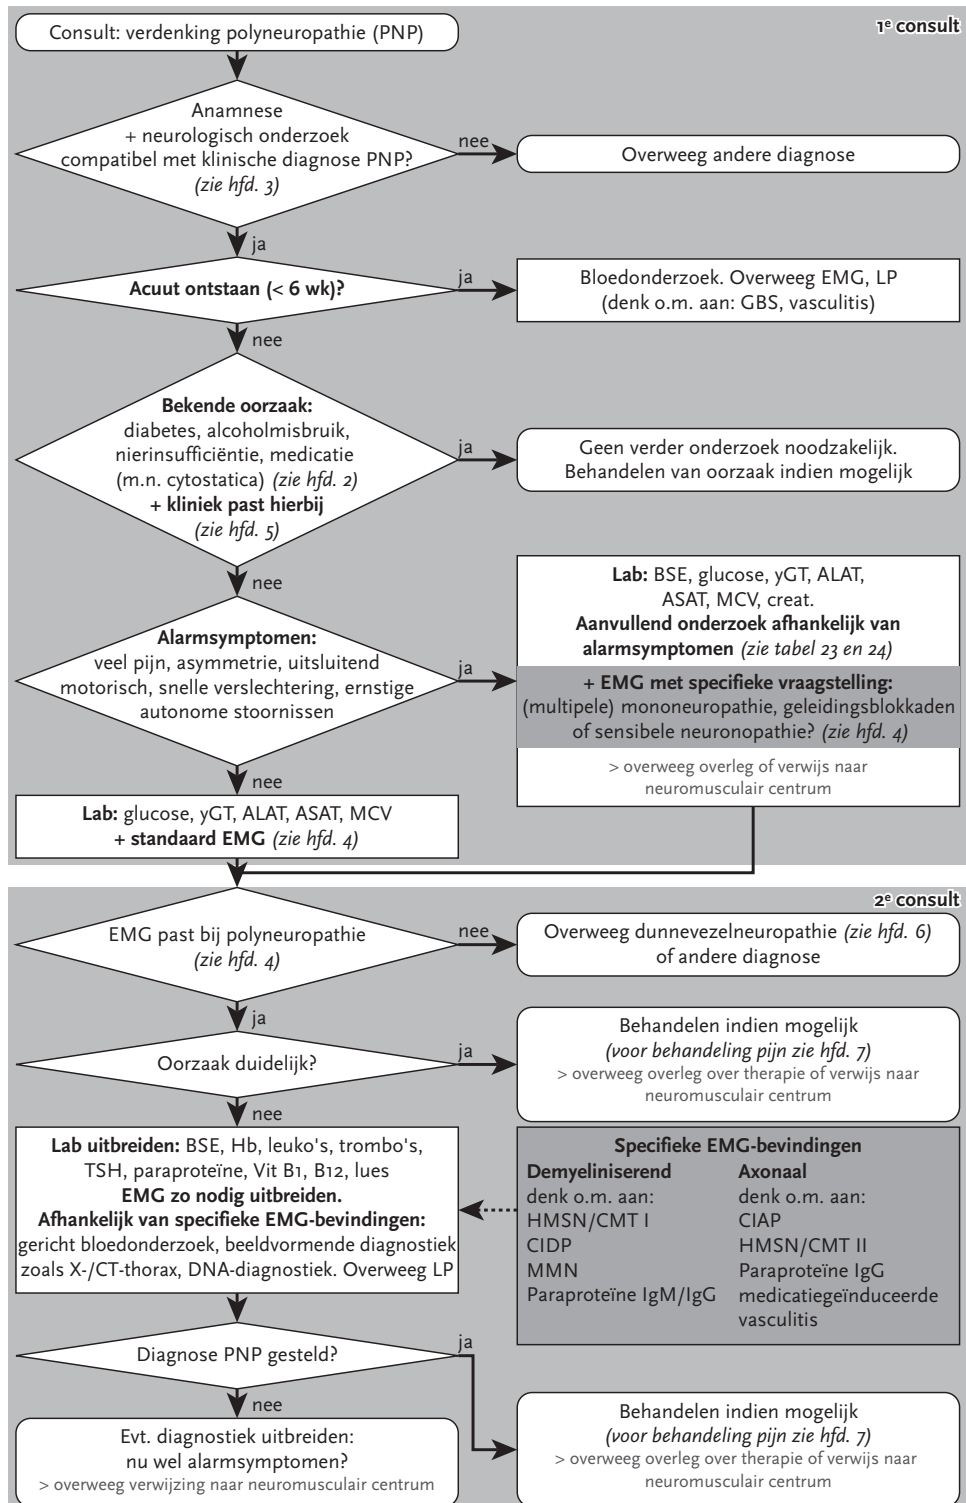 1e consult
Consult: verdenking polyneuropathie (PNP)
Anamnese
+ neurologisch onderzoek
compatibel met klinische diagnose PNP?
(zie hfd. 3)
nee
Overweeg andere diagnose
ja
Acuut ontstaan (< 6 wk)?
ja
Bloedonderzoek. Overweeg EMG, LP
(denk o.m. aan: GBS, vasculitis)
nee
Bekende oorzaak:
diabetes, alcoholmisbruik,
nierinsufficiëntie, medicatie
(m.n. cytostatica) (zie hfd. 2)
+ kliniek past hierbij
(zie hfd. 5)
ja
Geen verder onderzoek noodzakelijk.
Behandelen van oorzaak indien mogelijk
nee
Alarmsymptomen:
veel pijn, asymmetrie, uitsluitend
motorisch, snelle verslechtering, ernstige
autonome stoornissen
ja
Lab: BSE, glucose, yGT, ALAT,
ASAT, MCV, creat.
Aanvullend onderzoek afhankelijk van
alarmsymptomen (zie tabel 23 en 24)
+ EMG met specifieke vraagstelling:
(multipele) mononeuropathie, geleidingsblokkaden
of sensibele neuronopathie? (zie hfd. 4)
> overweeg overleg of verwijs naar
neuromusculair centrum
nee
Lab: glucose, yGT, ALAT, ASAT, MCV
+ standaard EMG (zie hfd. 4)
2e consult
EMG past bij polyneuropathie
(zie hfd. 4)
nee
Overweeg dunnevezelneuropathie (zie hfd. 6)
of andere diagnose
ja
Oorzaak duidelijk?
ja
Behandelen indien mogelijk
(voor behandeling pijn zie hfd. 7)
> overweeg overleg over therapie of verwijs naar
neuromusculair centrum
nee
Lab uitbreiden: BSE, Hb, leuko's, trombo's,
TSH, paraproteïne, Vit B1, B12, lues
EMG zo nodig uitbreiden.
Afhankelijk van specifieke EMG-bevindingen:
gericht bloedonderzoek, beeldvormende diagnostiek
zoals X-/CT-thorax, DNA-diagnostiek. Overweeg LP
Specifieke EMG-bevindingen
Demyeliniserend
denk o.m. aan:
HMSN/CMT I
CIDP
MMN
Paraproteïne IgM/IgG
Axonaal
denk o.m. aan:
CIAP
HMSN/CMT II
Paraproteïne IgG
medicatiegeïnduceerde
vasculitis
Diagnose PNP gesteld?
ja
nee
Evt. diagnostiek uitbreiden:
nu wel alarmsymptomen?
> overweeg verwijzing naar neuromusculair centrum
Behandelen indien mogelijk
(voor behandeling pijn zie hfd. 7)
> overweeg overleg over therapie of verwijs naar
neuromusculair centrum